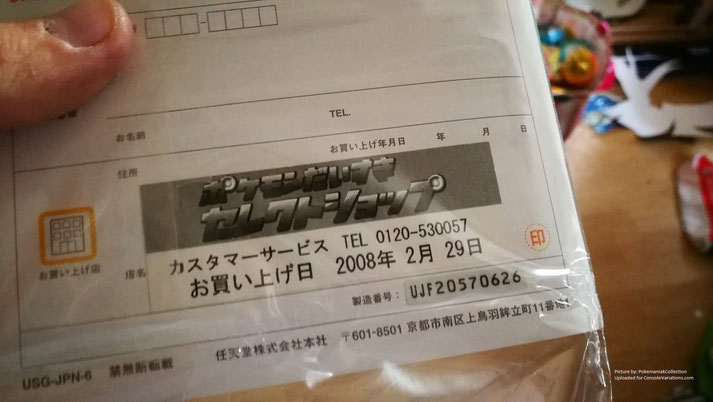 TEL.
お名前
お買い上げ年月日 年 月 日
住所
ポケモンだいすき
セレクトショップ
カスタマーサービス TEL 0120-530057
お買い上げ日 2008年 2月 29日
お買い上げ店
店名
印
製造番号: UJF20570626
任天堂株式会社本社 〒601-8501 京都市南区上鳥羽鉾立町11番地1
USG-JPN-6 禁無断転載
Picture by: PokemaniakCollection
Uploaded for ConsoleVariations.com